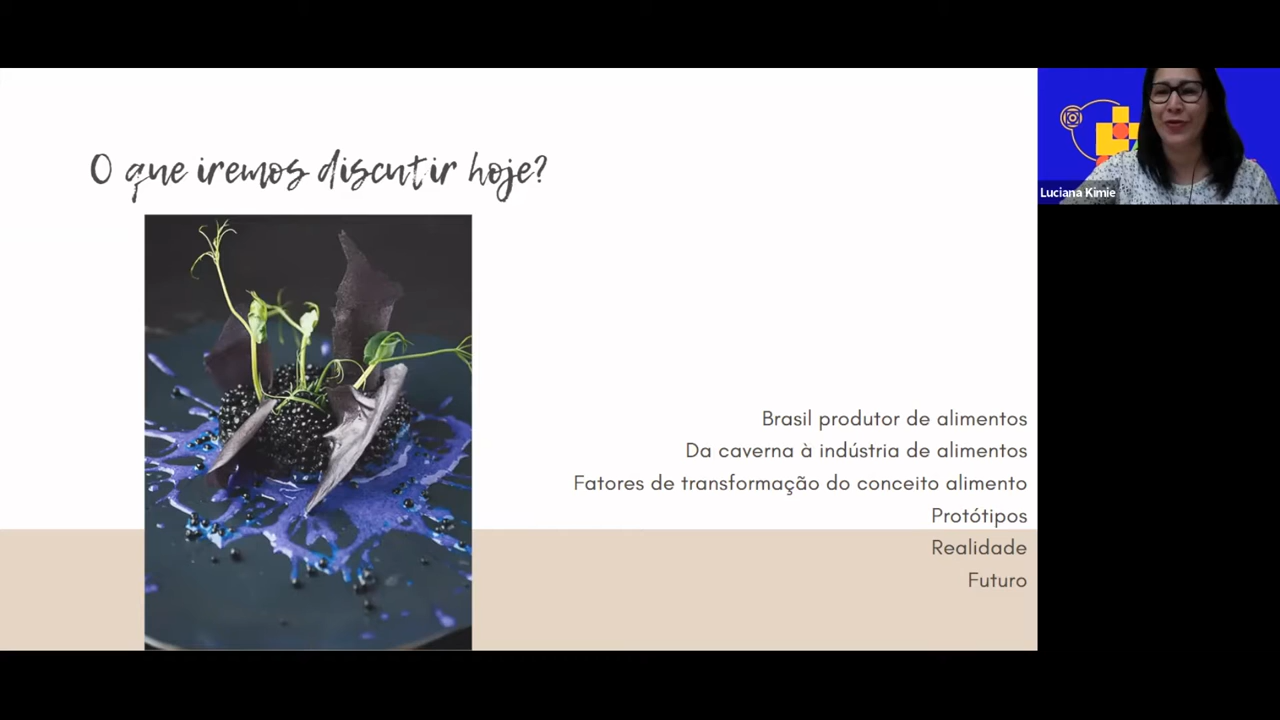 O que iremos discutir hoje?
Luciana Kimie
Brasil produtor de alimentos
Da caverna à indústria de alimentos
Fatores de transformação do conceito alimento
Protótipos
Realidade
Futuro